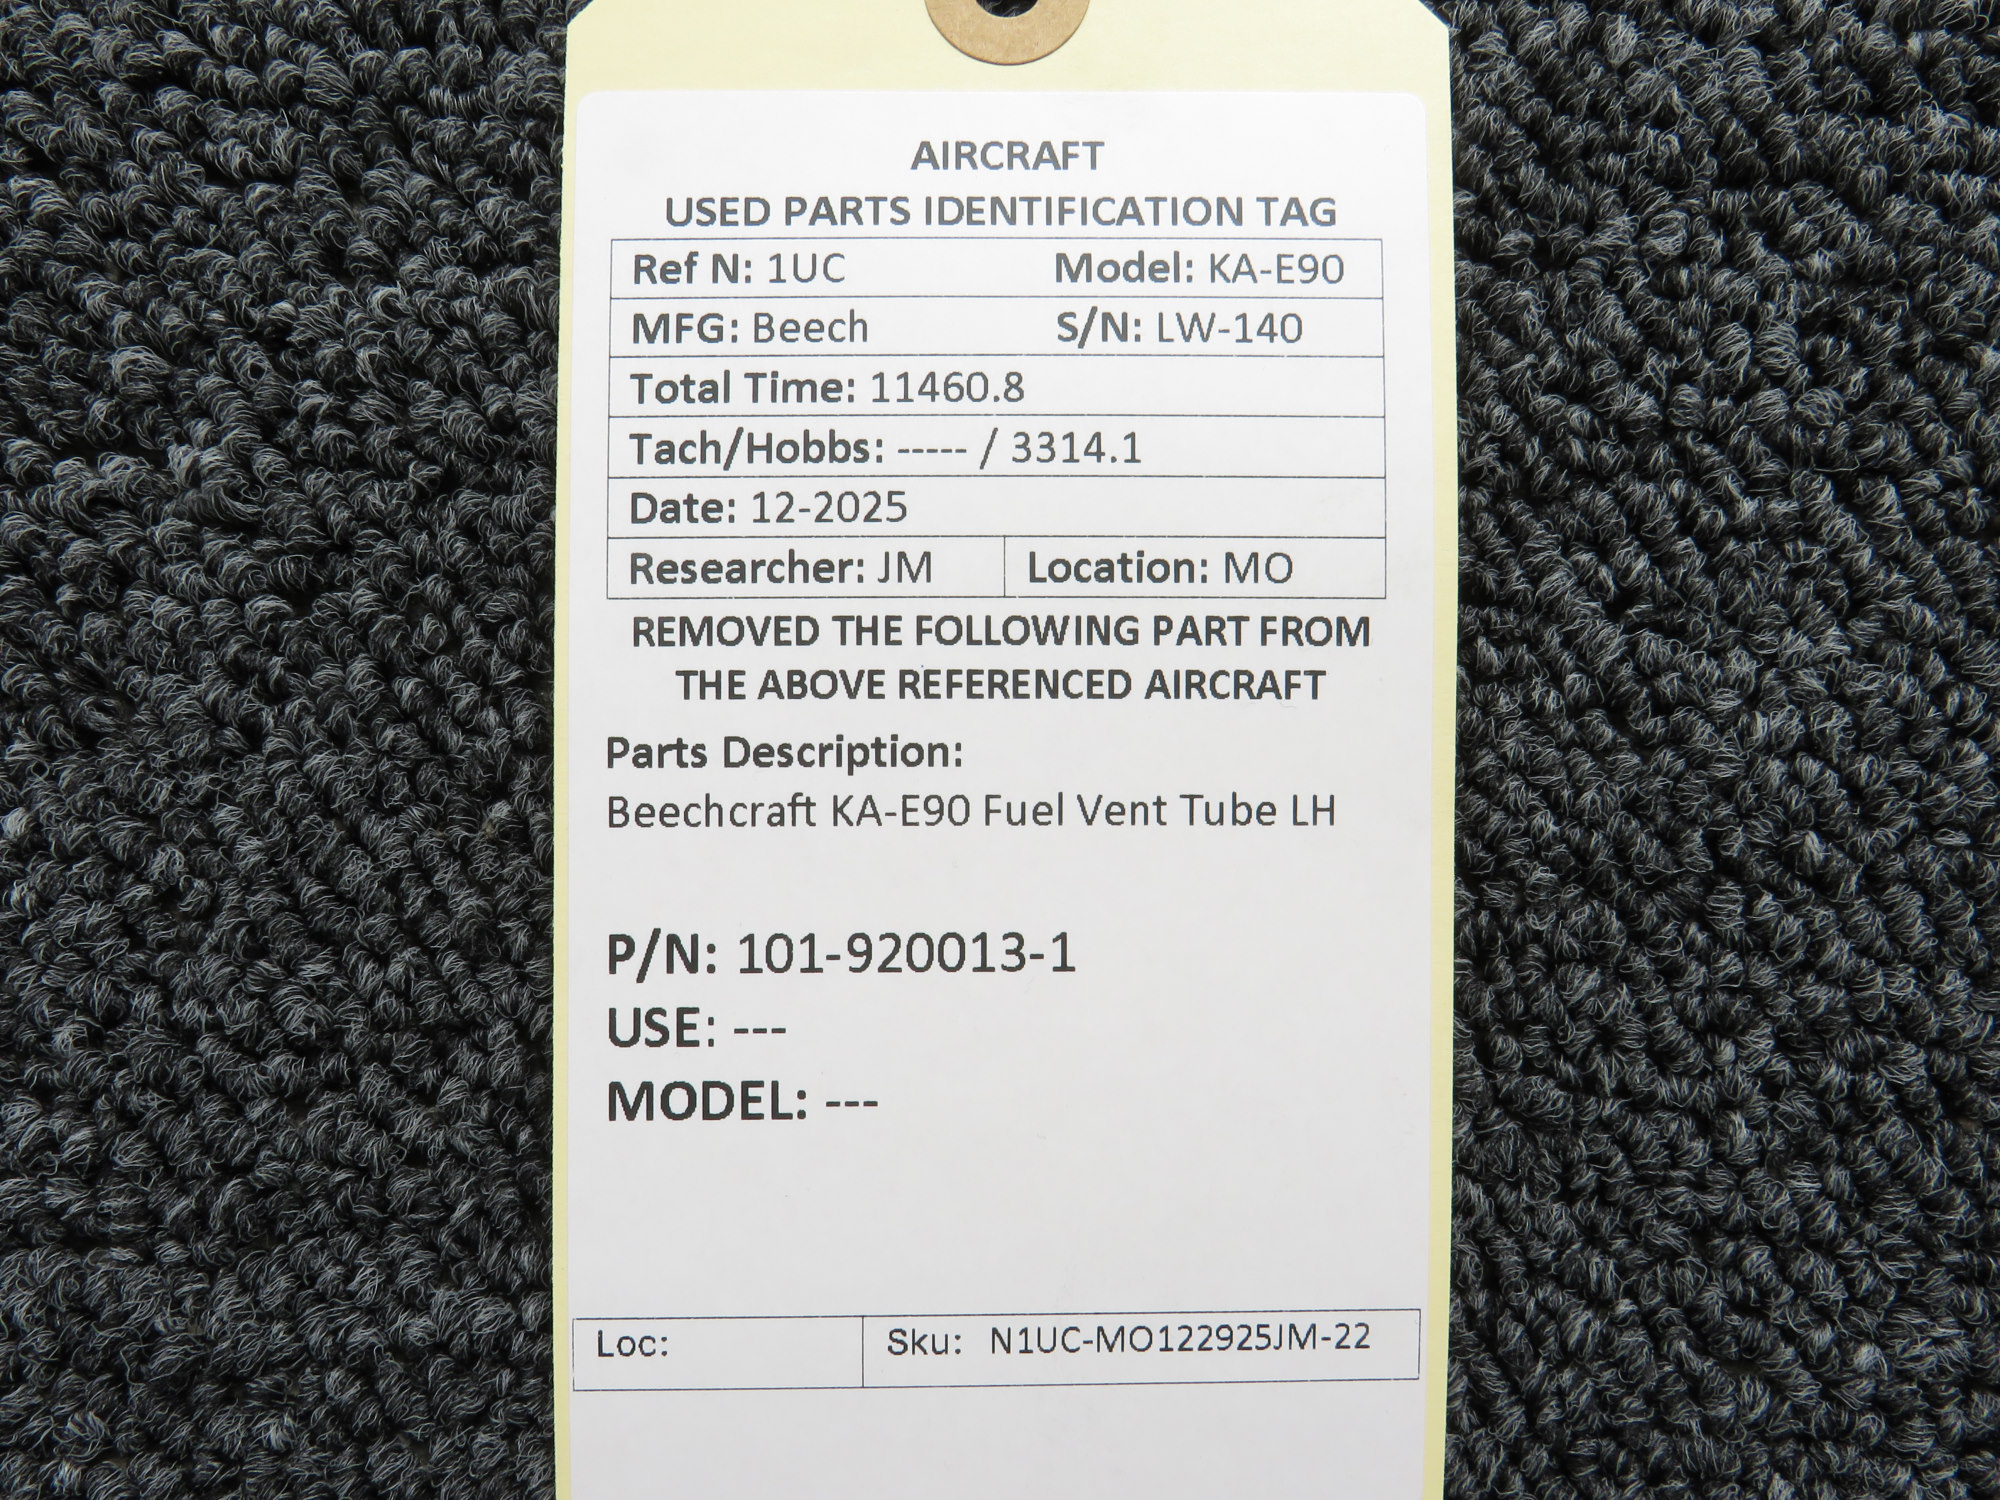 AIRCRAFT
USED PARTS IDENTIFICATION TAG
Ref N: 1UC Model: KA-E90
MFG: Beech S/N: LW-140
Total Time: 11460.8
Tach/Hobbs: ----- / 3314.1
Date: 12-2025
Researcher: JM Location: MO
REMOVED THE FOLLOWING PART FROM
THE ABOVE REFERENCED AIRCRAFT
Parts Description:
Beechcraft KA-E90 Fuel Vent Tube LH
P/N: 101-920013-1
USE: ---
MODEL: ---
Loc: Sku: N1UC-MO122925JM-22